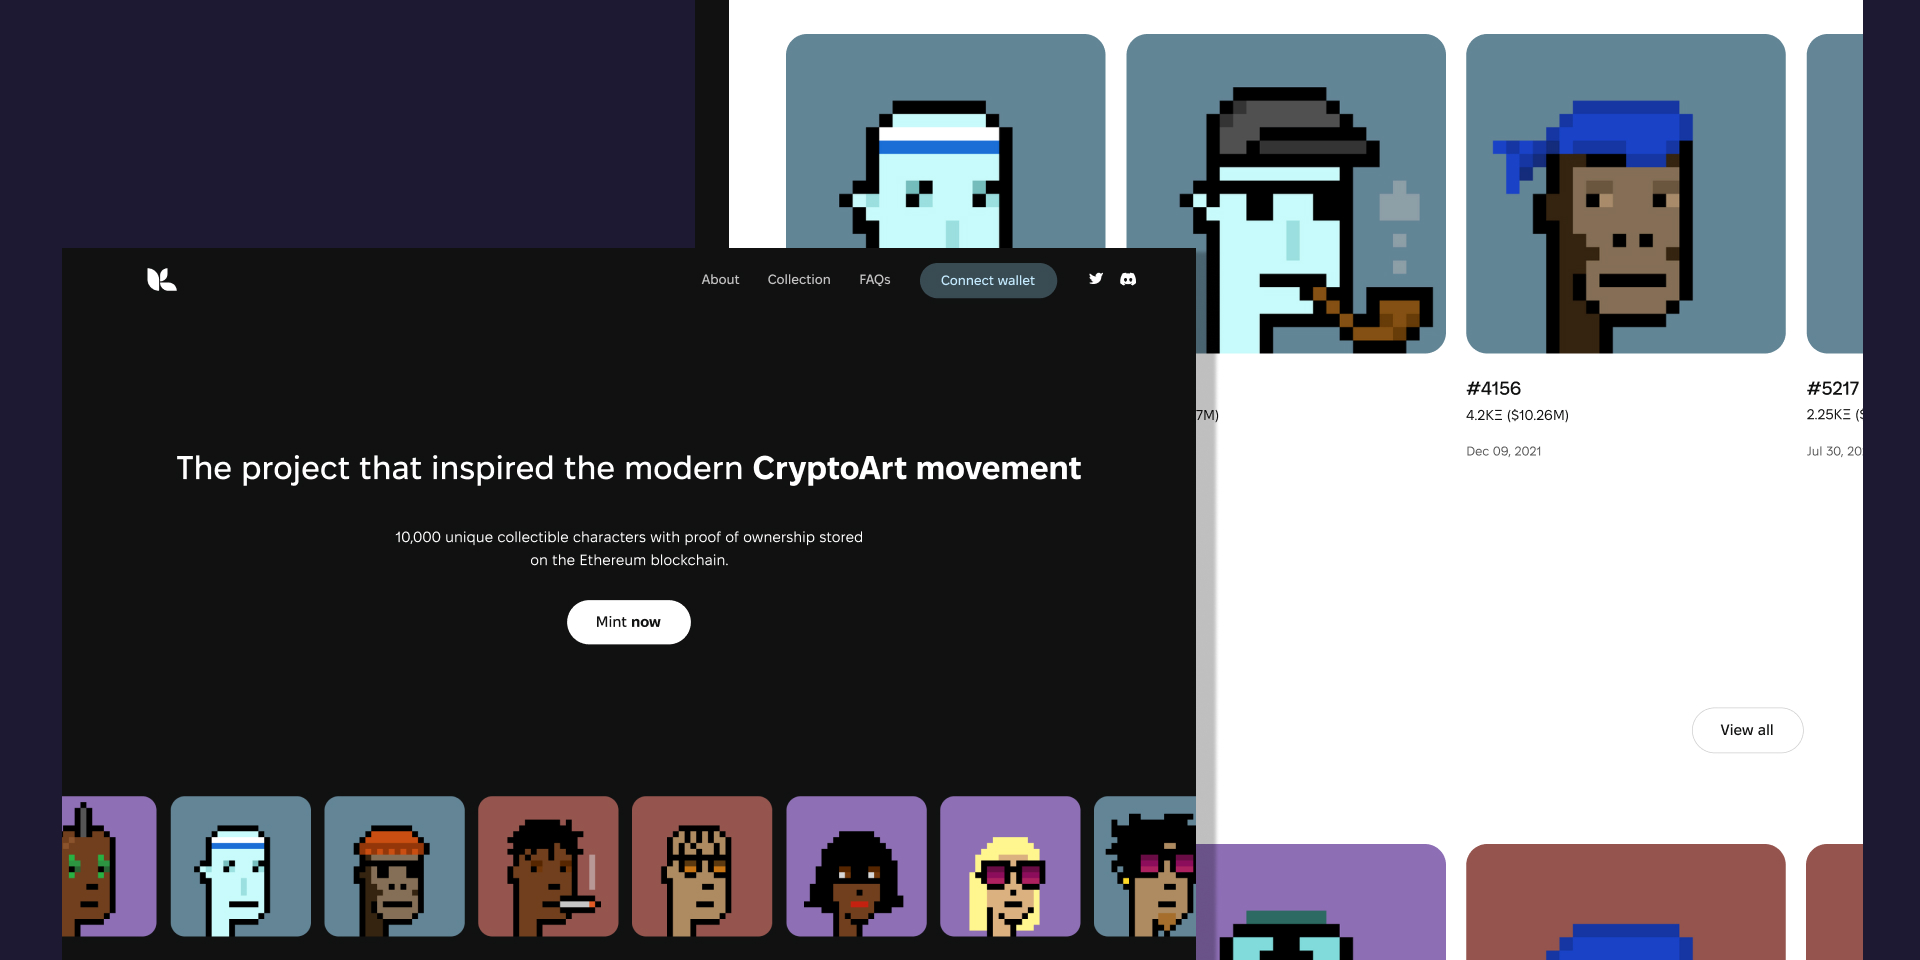 About Collection FAQs Connect wallet
The project that inspired the modern CryptoArt movement
10,000 unique collectible characters with proof of ownership stored
on the Ethereum blockchain.
Mint now
7M)
#4156
4.2KΞ ($10.26M)
Dec 09, 2021
#5217
2.25KΞ ($
Jul 30, 20
View all